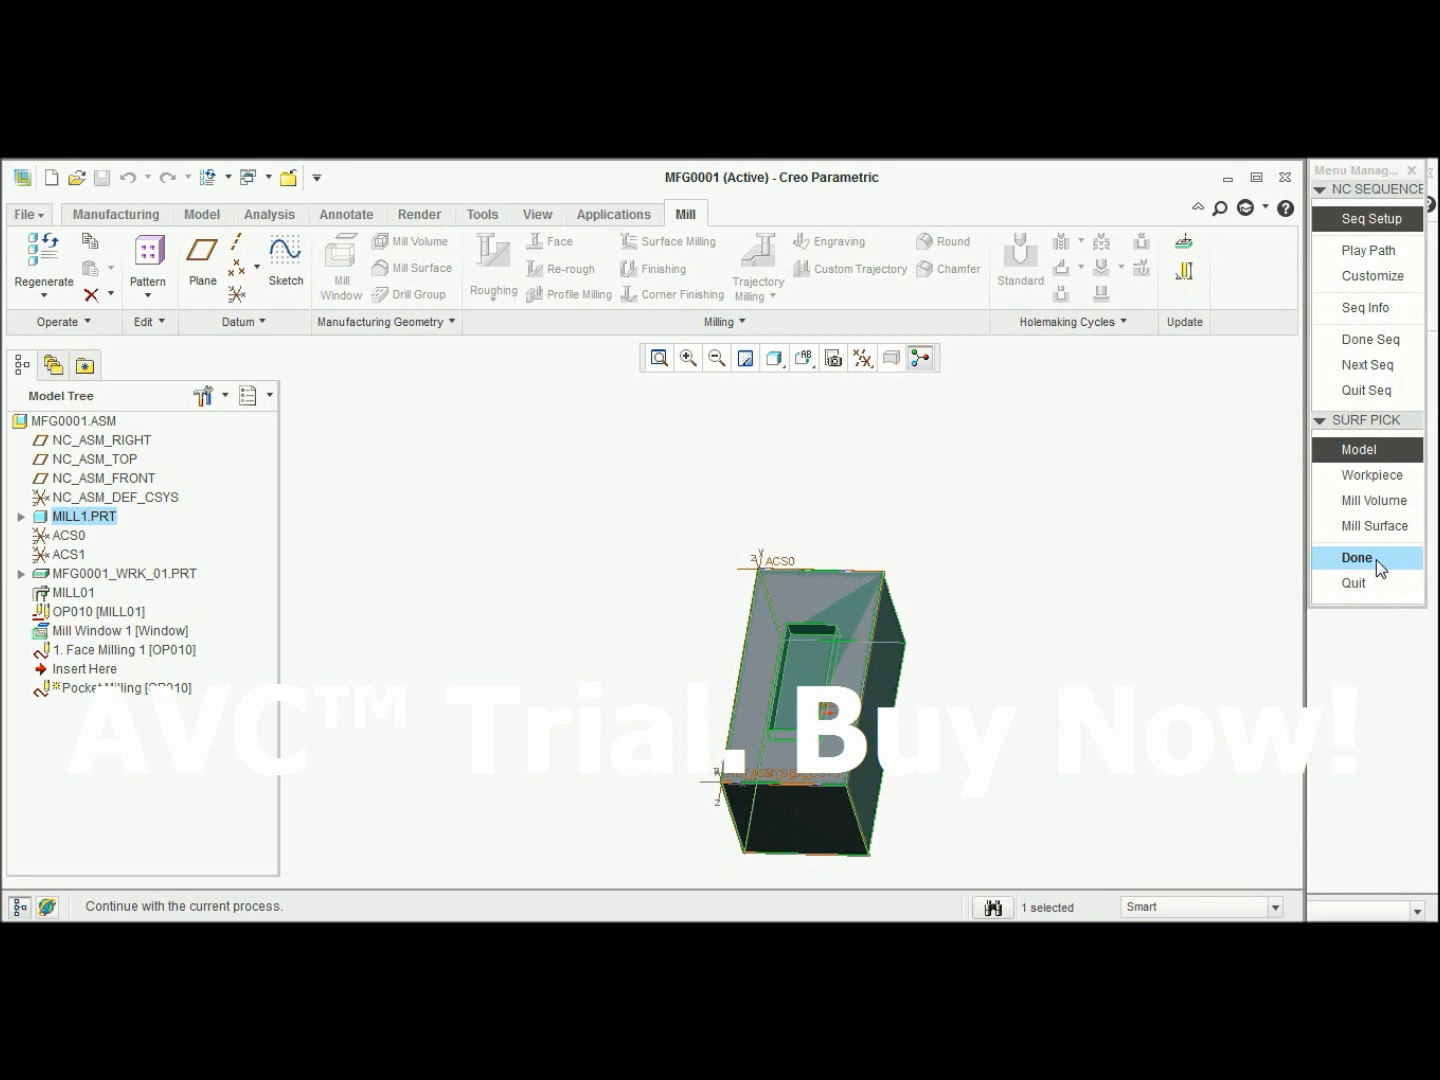 MFG0001 (Active) - Creo Parametric
File Manufacturing Model Analysis Annotate Render Tools View Applications Mill
Regenerate
Pattern
Plane
Sketch
Mill Window
Mill Volume
Mill Surface
Drill Group
Roughing
Face
Re-rough
Profile Milling
Surface Milling
Finishing
Corner Finishing
Trajectory Milling
Engraving
Custom Trajectory
Round
Chamfer
Standard
Operate Edit Datum Manufacturing Geometry Milling Holemaking Cycles Update
Model Tree
MFG0001.ASM
NC_ASM_RIGHT
NC_ASM_TOP
NC_ASM_FRONT
NC_ASM_DEF_CSYS
MILL1.PRT
ACS0
ACS1
MFG0001_WRK_01.PRT
MILL01
OP010 [MILL01]
Mill Window 1 [Window]
1. Face Milling 1 [OP010]
Insert Here
Pocket Milling [OP010]
ACS0
AVC™ Trial. Buy Now!
Continue with the current process.
1 selected
Smart
Menu Manag...
NC SEQUENCE
Seq Setup
Play Path
Customize
Seq Info
Done Seq
Next Seq
Quit Seq
SURF PICK
Model
Workpiece
Mill Volume
Mill Surface
Done
Quit